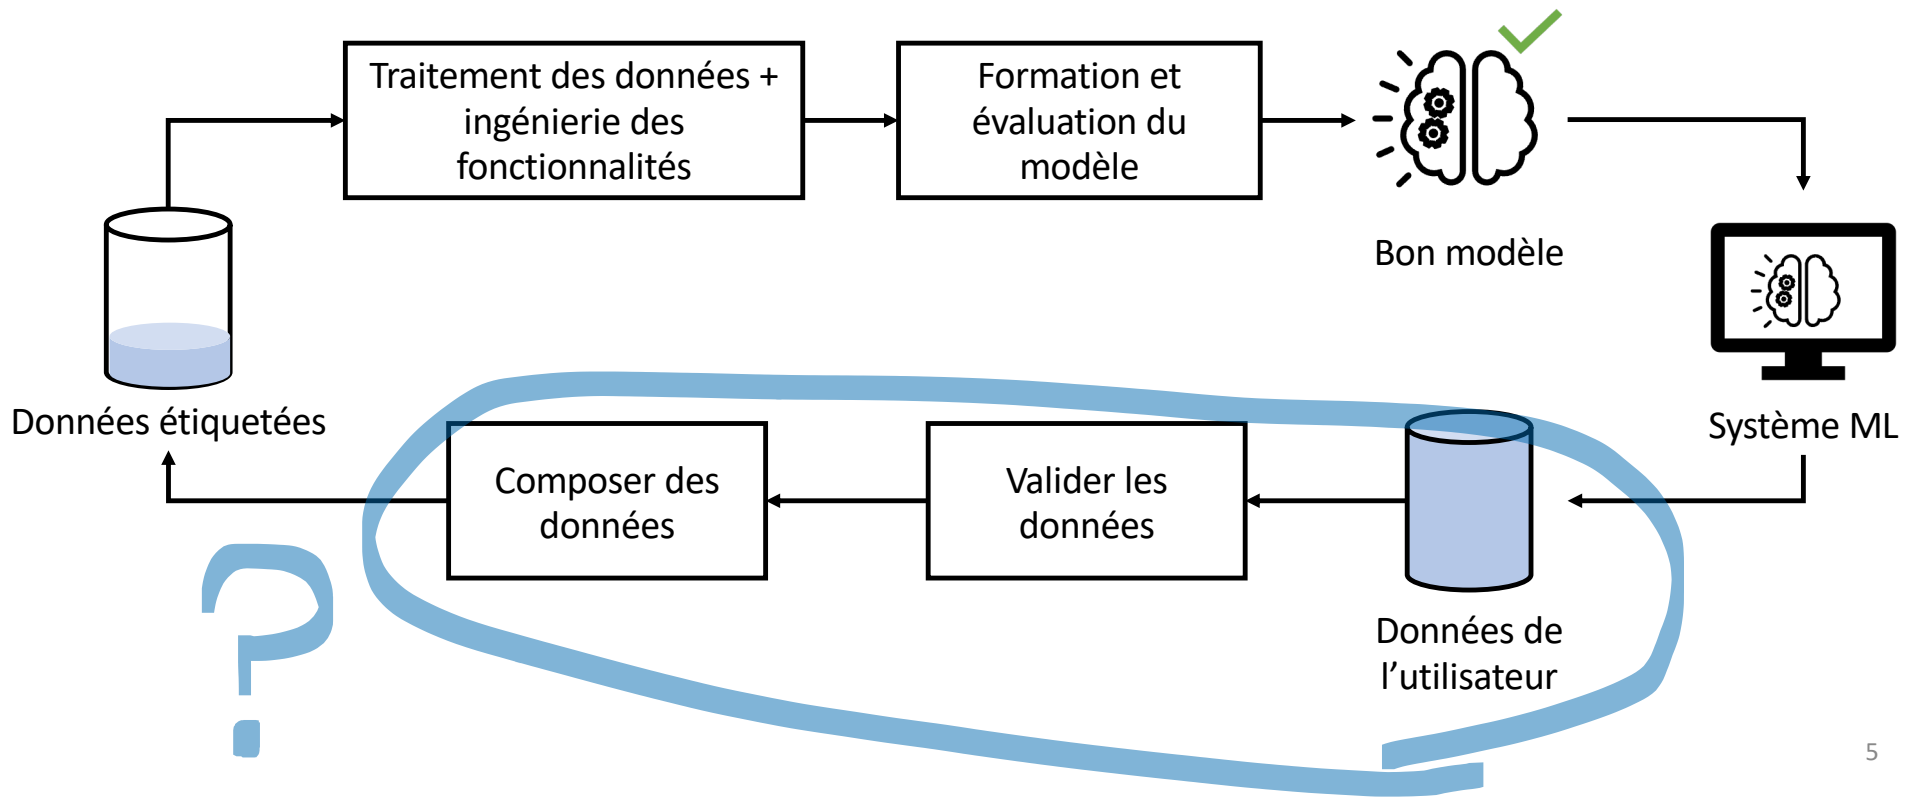 Traitement des données +
ingénierie des
fonctionnalités
Formation et
évaluation du
modèle
Bon modèle
Système ML
Données étiquetées
Composer des
données
Valider les
données
Données de
l’utilisateur
?
5